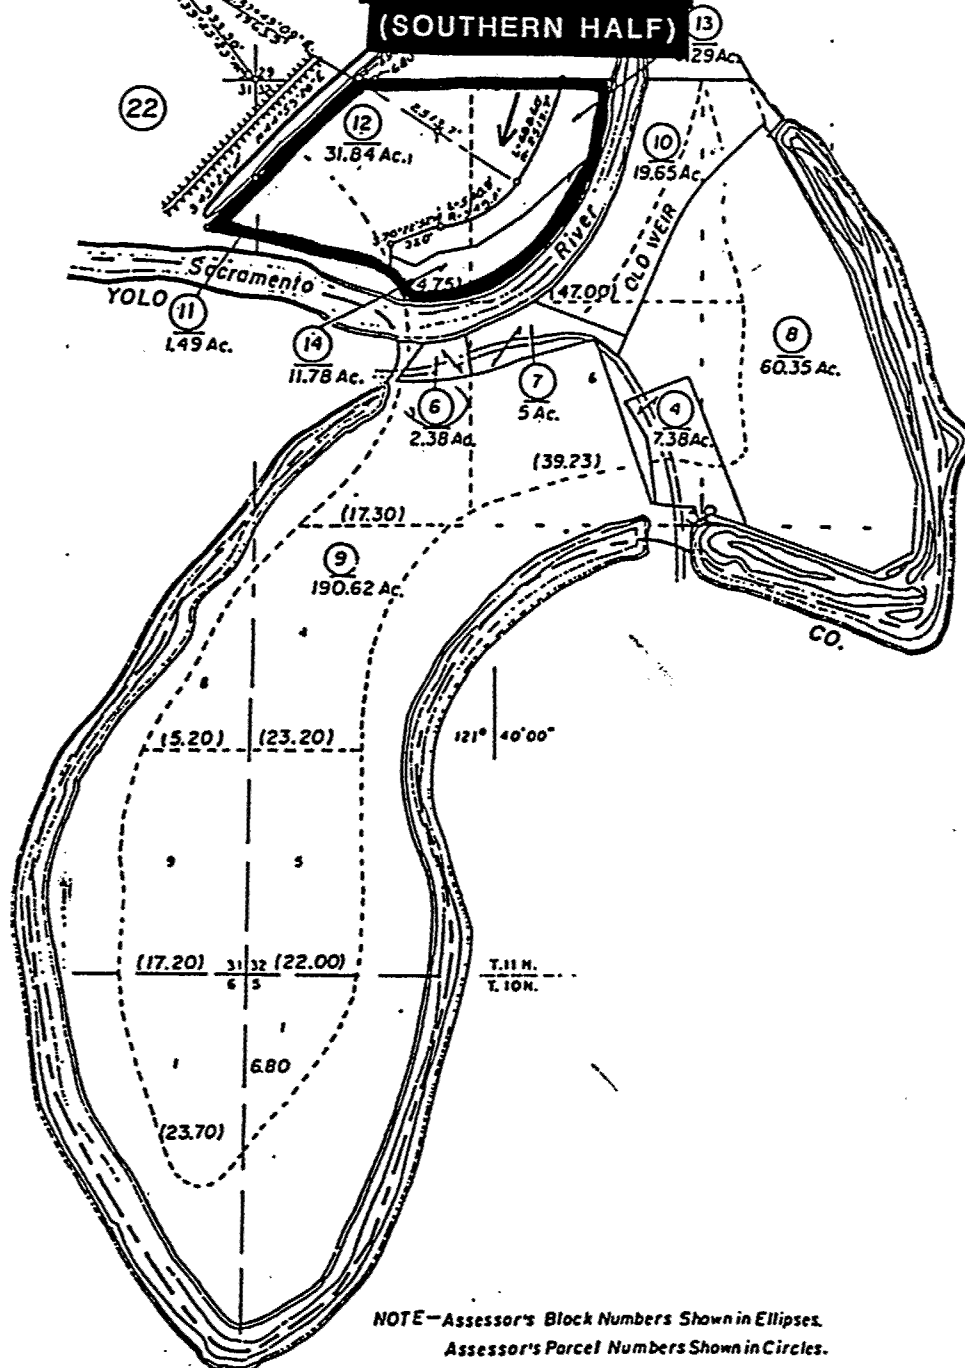 (SOUTHERN HALF)
13
29 Ac.
22
29
31 32
12
31.84 Ac.
10
19.65 Ac.
OLD WEIR
River
Sacramento
(4.75)
(47.00)
YOLO
11
1.49 Ac.
14
11.78 Ac.
8
60.35 Ac.
6
2.38 Ac.
7
5 Ac.
6
4
7.38 Ac.
(39.23)
(17.30)
9
190.62 Ac.
CO.
4
8
(5.20) (23.20)
121° 40'00"
9 5
(17.20) 31 32 (22.00)
6 5
T.11 N.
T.10 N.
1
1 6.80
(23.70)
NOTE—Assessor's Block Numbers Shown in Ellipses.
Assessor's Parcel Numbers Shown in Circles.